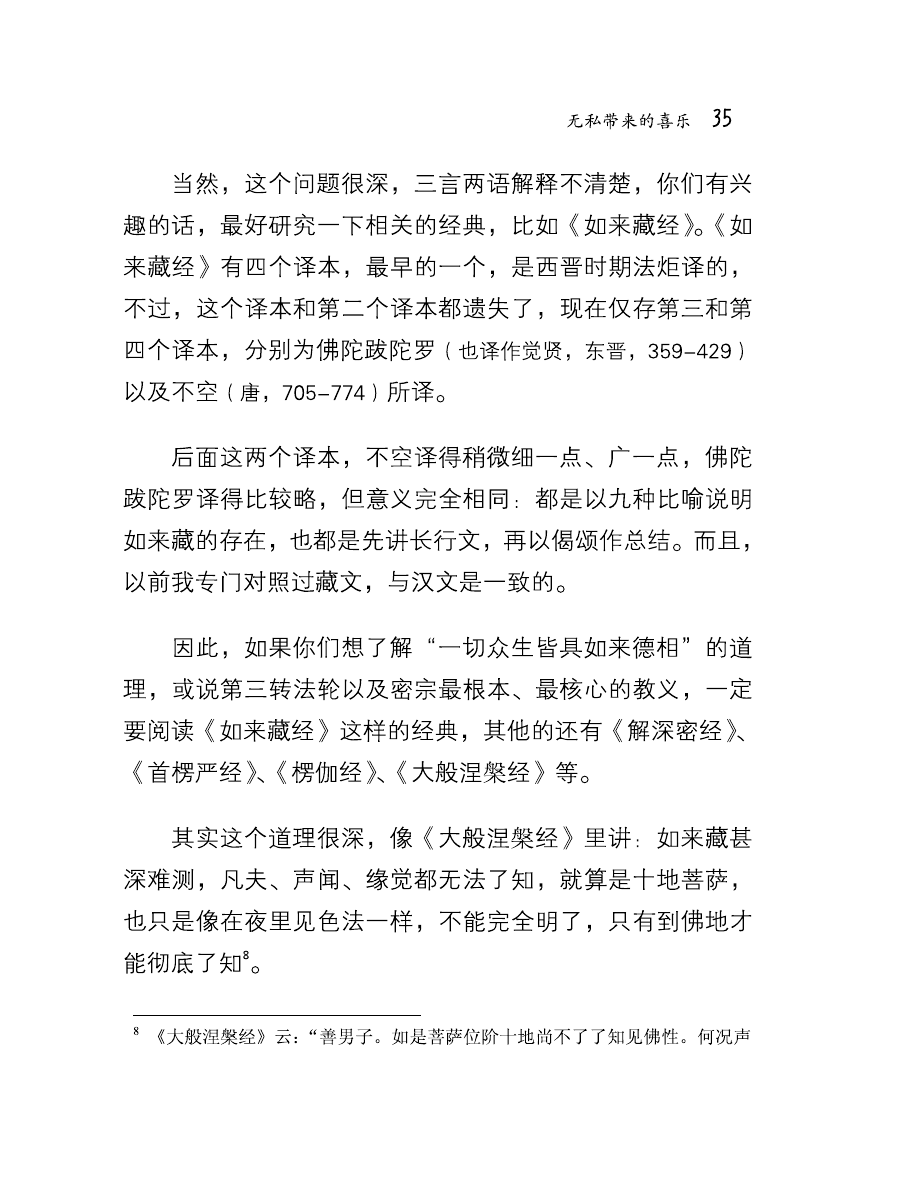 无私带来的喜乐 35
当然，这个问题很深，三言两语解释不清楚，你们有兴
趣的话，最好研究一下相关的经典，比如《如来藏经》。《如
来藏经》有四个译本，最早的一个，是西晋时期法炬译的，
不过，这个译本和第二个译本都遗失了，现在仅存第三和第
四个译本，分别为佛陀跋陀罗（也译作觉贤，东晋，359–429）
以及不空（唐，705–774）所译。
后面这两个译本，不空译得稍微细一点、广一点，佛陀
跋陀罗译得比较略，但意义完全相同：都是以九种比喻说明
如来藏的存在，也都是先讲长行文，再以偈颂作总结。而且，
以前我专门对照过藏文，与汉文是一致的。
因此，如果你们想了解“一切众生皆具如来德相”的道
理，或说第三转法轮以及密宗最根本、最核心的教义，一定
要阅读《如来藏经》这样的经典，其他的还有《解深密经》、
《首楞严经》、《楞伽经》、《大般涅槃经》等。
其实这个道理很深，像《大般涅槃经》里讲：如来藏甚
深难测，凡夫、声闻、缘觉都无法了知，就算是十地菩萨，
也只是像在夜里见色法一样，不能完全明了，只有到佛地才
能彻底了知8。
8 《大般涅槃经》云：“善男子。如是菩萨位阶十地尚不了了知见佛性。何况声